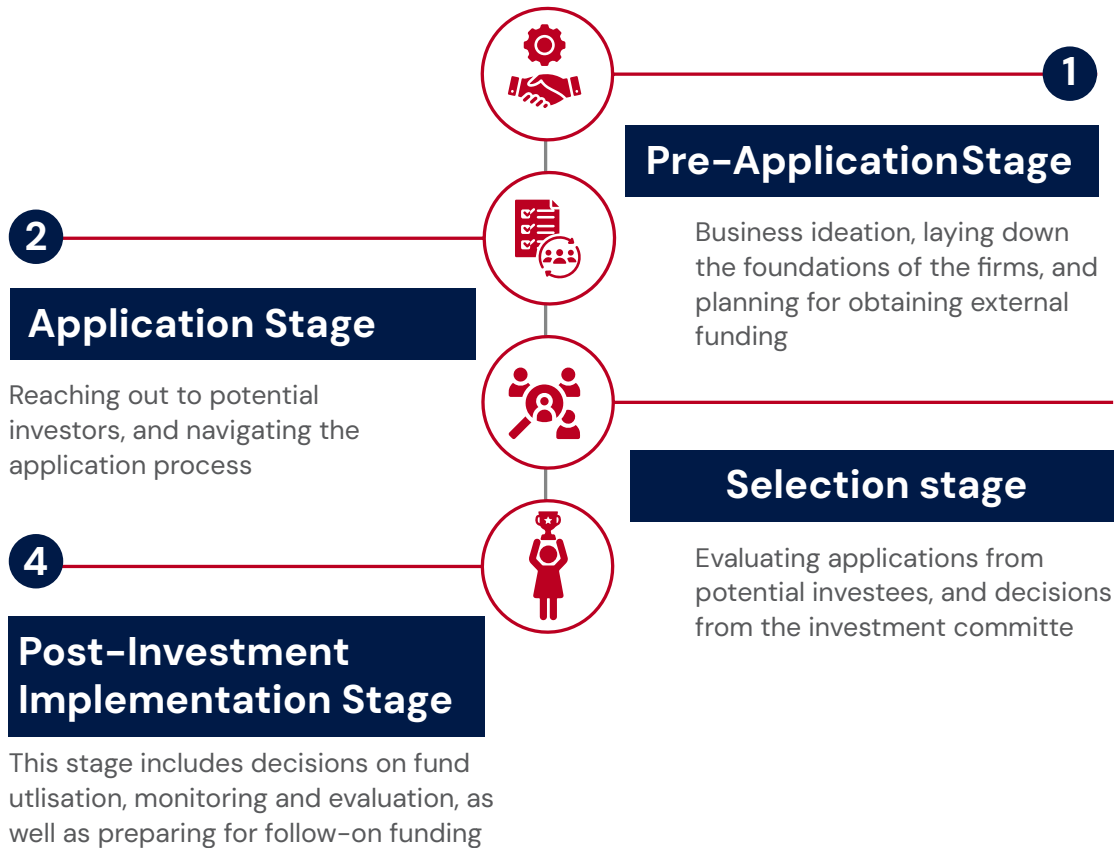 1
Pre-Application Stage
Business ideation, laying down
the foundations of the firms, and
planning for obtaining external
funding
2
Application Stage
Reaching out to potential
investors, and navigating the
application process
Selection stage
Evaluating applications from
potential investees, and decisions
from the investment committe
4
Post-Investment
Implementation Stage
This stage includes decisions on fund
utlisation, monitoring and evaluation, as
well as preparing for follow-on funding